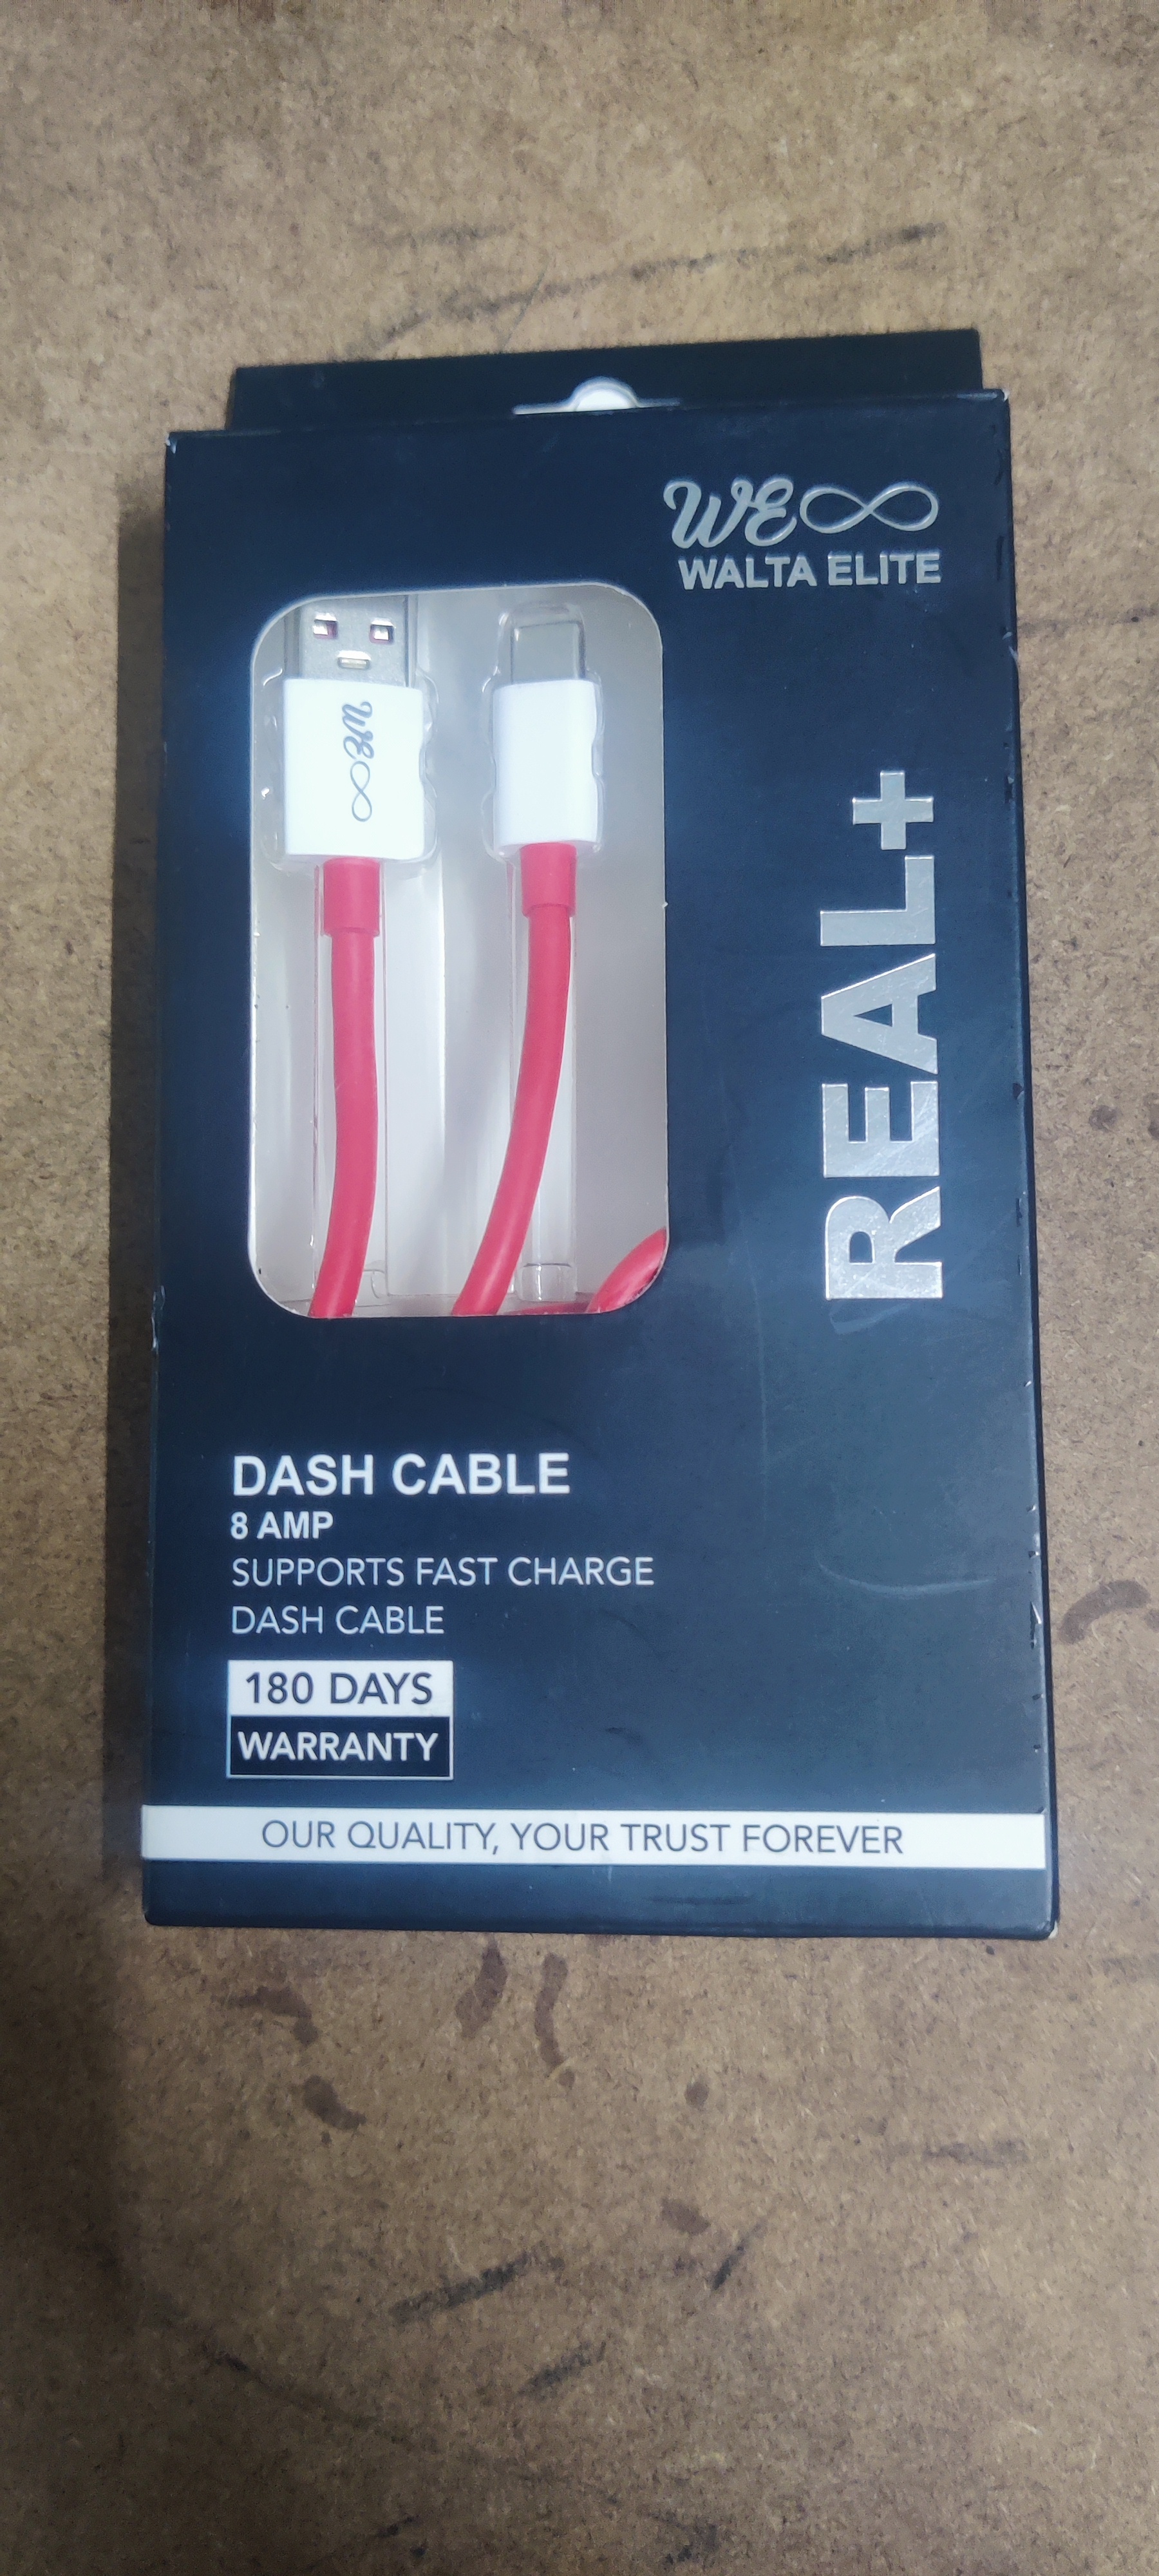 WE
WALTA ELITE
WE
REAL+
DASH CABLE
8 AMP
SUPPORTS FAST CHARGE
DASH CABLE
180 DAYS
WARRANTY
OUR QUALITY, YOUR TRUST FOREVER